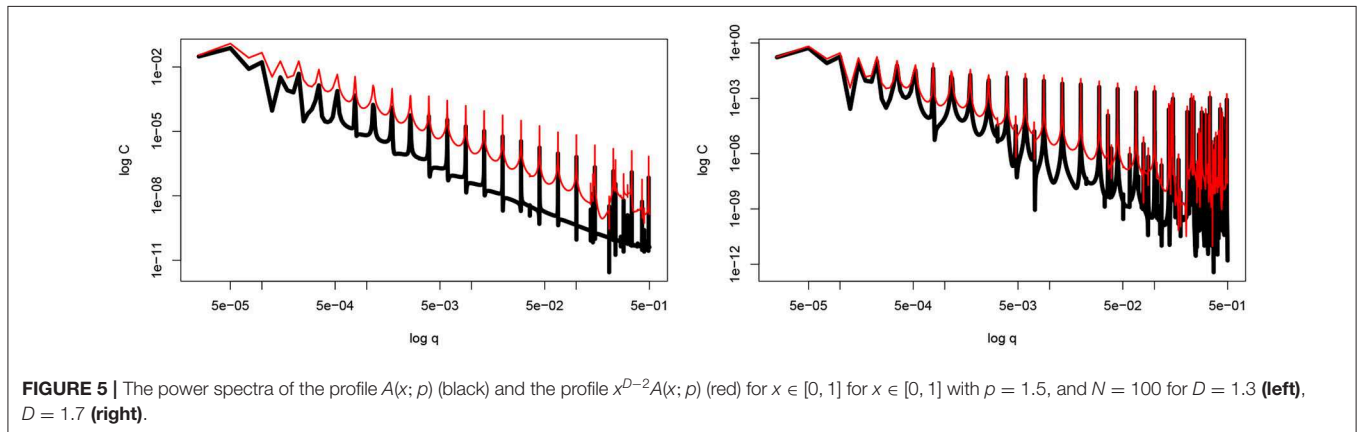 1e−02
1e−05
1e−08
1e−11
log C
5e−05
5e−04
5e−03
5e−02
5e−01
log q
1e+00
1e−03
1e−06
1e−09
1e−12
log C
5e−05
5e−04
5e−03
5e−02
5e−01
log q
FIGURE 5 | The power spectra of the profile A(x; p) (black) and the profile x^{D−2}A(x; p) (red) for x ∈ [0, 1] for x ∈ [0, 1] with p = 1.5, and N = 100 for D = 1.3 (left),
D = 1.7 (right).